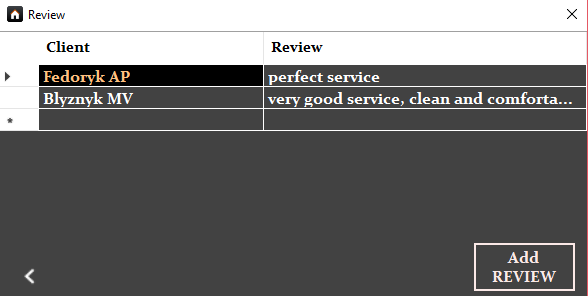 Review
Client Review
Fedoryk AP perfect service
Blyznyk MV very good service, clean and comforta...
*
Add
REVIEW